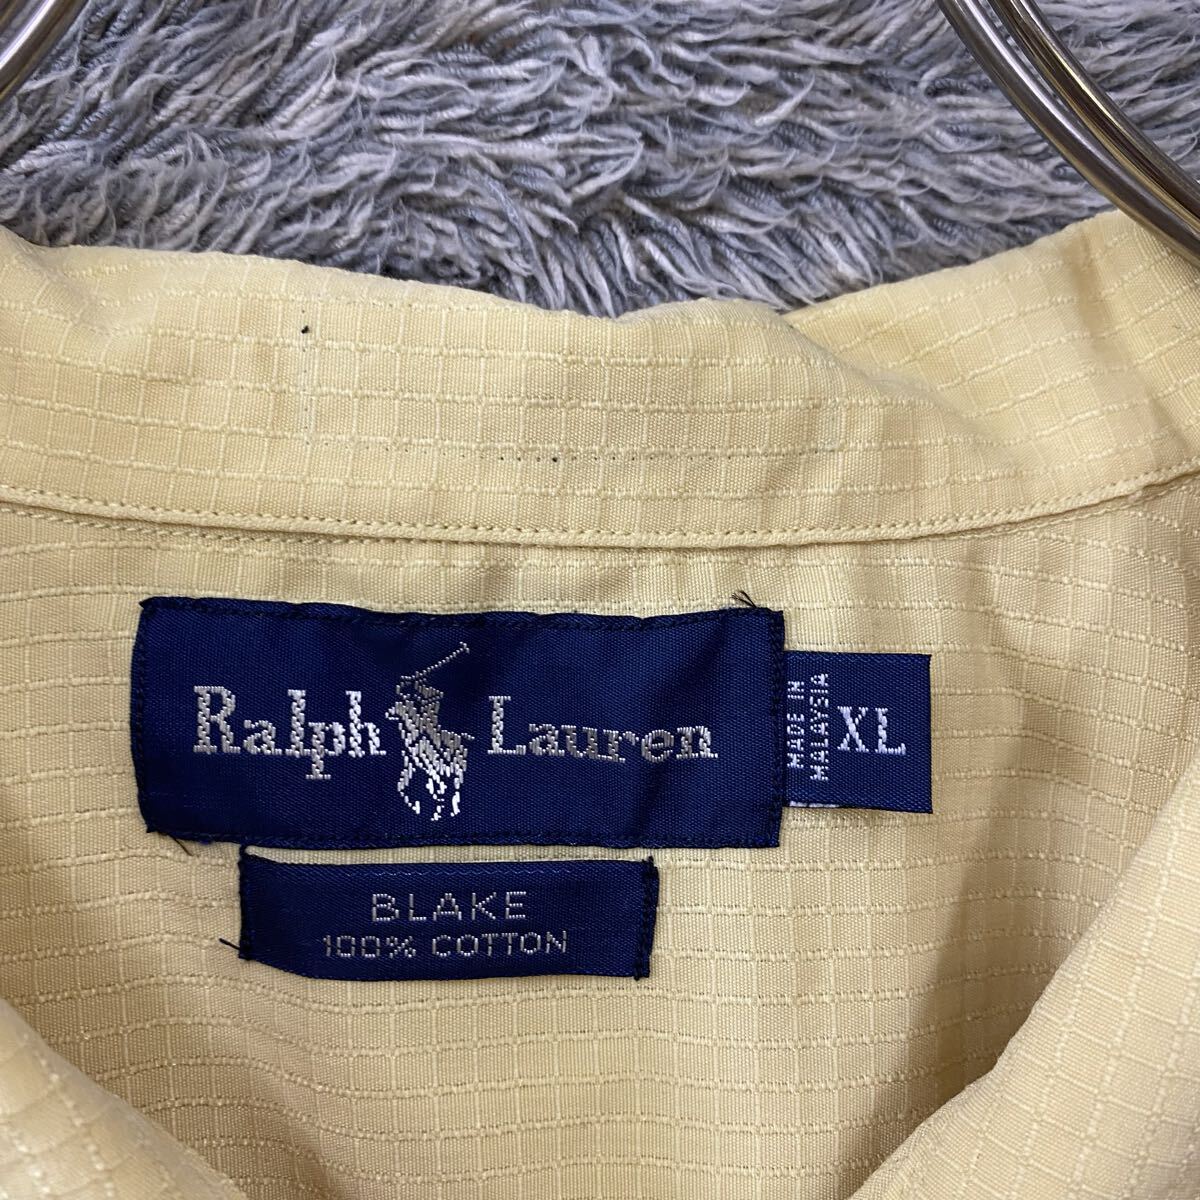 Ralph Lauren
MADE IN
MALAYSIA
XL
BLAKE
100% COTTON